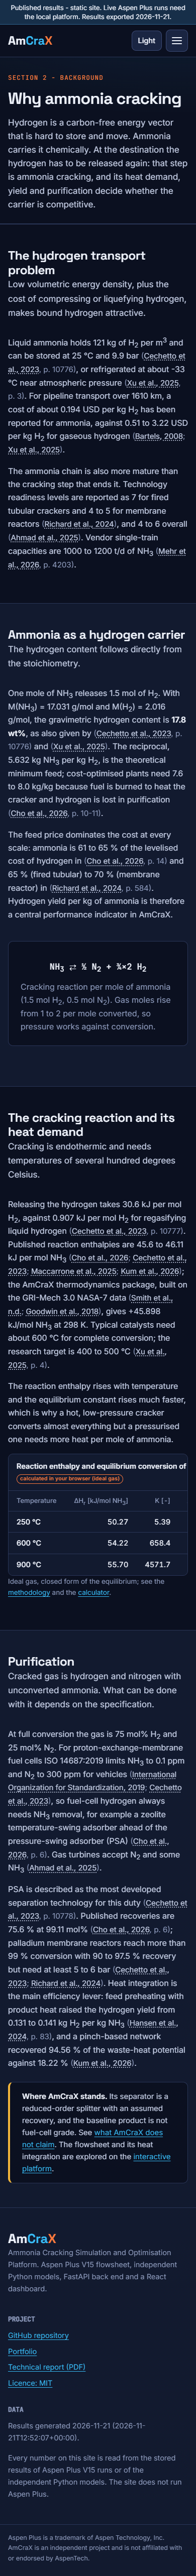 Published results - static site. Live Aspen Plus runs need
the local platform. Results exported 2026-11-21.
AmCraX
Light
SECTION 2 - BACKGROUND
Why ammonia cracking
Hydrogen is a carbon-free energy vector
that is hard to store and move. Ammonia
carries it chemically. At the destination the
hydrogen has to be released again: that step
is ammonia cracking, and its heat demand,
yield and purification decide whether the
carrier is competitive.
The hydrogen transport
problem
Low volumetric energy density, plus the
cost of compressing or liquefying hydrogen,
makes bound hydrogen attractive.
Liquid ammonia holds 121 kg of H2 per m3 and
can be stored at 25 °C and 9.9 bar (Cechetto et
al., 2023, p. 10776), or refrigerated at about -33
°C near atmospheric pressure (Xu et al., 2025,
p. 3). For pipeline transport over 1610 km, a
cost of about 0.194 USD per kg H2 has been
reported for ammonia, against 0.51 to 3.22 USD
per kg H2 for gaseous hydrogen (Bartels, 2008;
Xu et al., 2025).
The ammonia chain is also more mature than
the cracking step that ends it. Technology
readiness levels are reported as 7 for fired
tubular crackers and 4 to 5 for membrane
reactors (Richard et al., 2024), and 4 to 6 overall
(Ahmad et al., 2025). Vendor single-train
capacities are 1000 to 1200 t/d of NH3 (Mehr et
al., 2026, p. 4203).
Ammonia as a hydrogen carrier
The hydrogen content follows directly from
the stoichiometry.
One mole of NH3 releases 1.5 mol of H2. With
M(NH3) = 17.031 g/mol and M(H2) = 2.016
g/mol, the gravimetric hydrogen content is 17.8
wt%, as also given by (Cechetto et al., 2023, p.
10776) and (Xu et al., 2025). The reciprocal,
5.632 kg NH3 per kg H2, is the theoretical
minimum feed; cost-optimised plants need 7.6
to 8.0 kg/kg because fuel is burned to heat the
cracker and hydrogen is lost in purification
(Cho et al., 2026, p. 10-11).
The feed price dominates the cost at every
scale: ammonia is 61 to 65 % of the levelised
cost of hydrogen in (Cho et al., 2026, p. 14) and
65 % (fired tubular) to 70 % (membrane
reactor) in (Richard et al., 2024, p. 584).
Hydrogen yield per kg of ammonia is therefore
a central performance indicator in AmCraX.
NH3 ⇄ ½ N2 + ³⁄₂ H2
Cracking reaction per mole of ammonia
(1.5 mol H2, 0.5 mol N2). Gas moles rise
from 1 to 2 per mole converted, so
pressure works against conversion.
The cracking reaction and its
heat demand
Cracking is endothermic and needs
temperatures of several hundred degrees
Celsius.
Releasing the hydrogen takes 30.6 kJ per mol
H2, against 0.907 kJ per mol H2 for regasifying
liquid hydrogen (Cechetto et al., 2023, p. 10777).
Published reaction enthalpies are 45.6 to 46.11
kJ per mol NH3 (Cho et al., 2026; Cechetto et al.,
2023; Maccarrone et al., 2025; Kum et al., 2026);
the AmCraX thermodynamics package, built on
the GRI-Mech 3.0 NASA-7 data (Smith et al.,
n.d.; Goodwin et al., 2018), gives +45.898
kJ/mol NH3 at 298 K. Typical catalysts need
about 600 °C for complete conversion; the
research target is 400 to 500 °C (Xu et al.,
2025, p. 4).
The reaction enthalpy rises with temperature
and the equilibrium constant rises much faster,
which is why a hot, low-pressure cracker
converts almost everything but a pressurised
one needs more heat per mole of ammonia.
Reaction enthalpy and equilibrium conversion of
calculated in your browser (ideal gas)
Temperature ΔHr [kJ/mol NH3] K [-]
250 °C 50.27 5.39
600 °C 54.22 658.4
900 °C 55.70 4571.7
Ideal gas, closed form of the equilibrium; see the
methodology and the calculator.
Purification
Cracked gas is hydrogen and nitrogen with
unconverted ammonia. What can be done
with it depends on the specification.
At full conversion the gas is 75 mol% H2 and
25 mol% N2. For proton-exchange-membrane
fuel cells ISO 14687:2019 limits NH3 to 0.1 ppm
and N2 to 300 ppm for vehicles (International
Organization for Standardization, 2019; Cechetto
et al., 2023), so fuel-cell hydrogen always
needs NH3 removal, for example a zeolite
temperature-swing adsorber ahead of the
pressure-swing adsorber (PSA) (Cho et al.,
2026, p. 6). Gas turbines accept N2 and some
NH3 (Ahmad et al., 2025).
PSA is described as the most developed
separation technology for this duty (Cechetto et
al., 2023, p. 10778). Published recoveries are
75.6 % at 99.11 mol% (Cho et al., 2026, p. 6);
palladium membrane reactors reach more than
99 % conversion with 90 to 97.5 % recovery
but need at least 5 to 6 bar (Cechetto et al.,
2023; Richard et al., 2024). Heat integration is
the main efficiency lever: feed preheating with
product heat raised the hydrogen yield from
0.131 to 0.141 kg H2 per kg NH3 (Hansen et al.,
2024, p. 83), and a pinch-based framework
recovered 94.56 % of the waste-heat potential
against 18.22 % (Kum et al., 2026).
Where AmCraX stands. Its separation is a
reduced-order splitter with an assumed
recovery, and the baseline product is not
fuel-cell grade. See what AmCraX does
not claim. The flowsheet and its heat
integration are explored on the interactive
platform.
AmCraX
Ammonia Cracking Simulation and Optimisation
Platform. Aspen Plus V15 flowsheet, independent
Python models, FastAPI back end and a React
dashboard.
PROJECT
GitHub repository
Portfolio
Technical report (PDF)
Licence: MIT
DATA
Results generated 2026-11-21 (2026-11-
21T12:52:07+00:00).
Every number on this site is read from the stored
results of Aspen Plus V15 runs or of the
independent Python models. The site does not run
Aspen Plus.
Aspen Plus is a trademark of Aspen Technology, Inc.
AmCraX is an independent project and is not affiliated with
or endorsed by AspenTech.